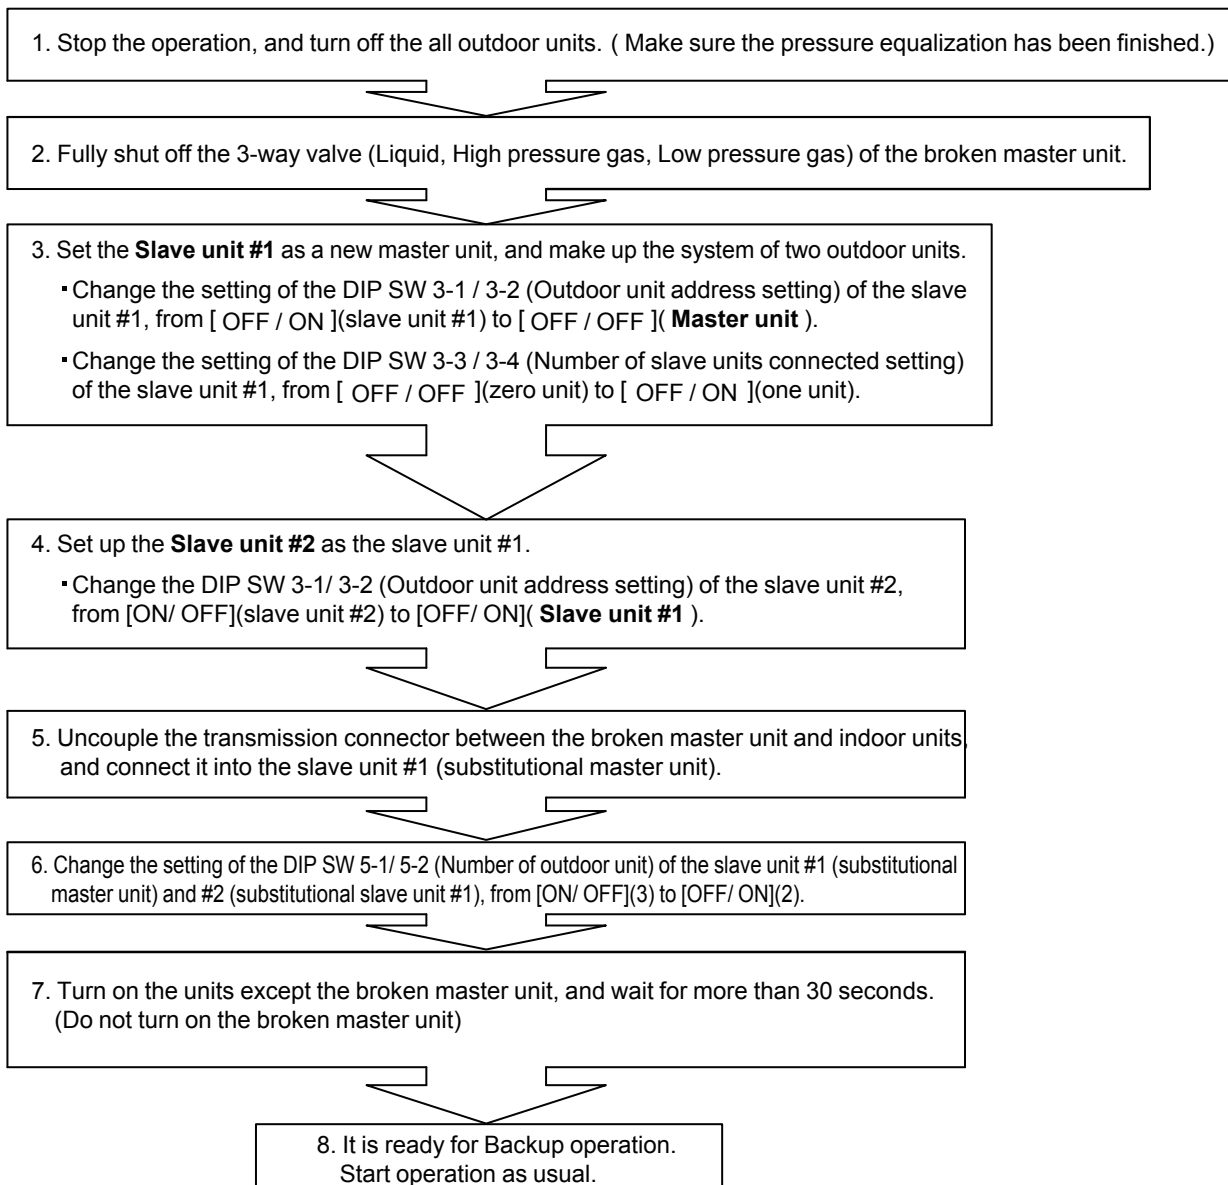 1. Stop the operation, and turn off the all outdoor units. ( Make sure the pressure equalization has been finished.)
2. Fully shut off the 3-way valve (Liquid, High pressure gas, Low pressure gas) of the broken master unit.
3. Set the Slave unit #1 as a new master unit, and make up the system of two outdoor units.
▪ Change the setting of the DIP SW 3-1 / 3-2 (Outdoor unit address setting) of the slave
unit #1, from [ OFF / ON ](slave unit #1) to [ OFF / OFF ]( Master unit ).
▪ Change the setting of the DIP SW 3-3 / 3-4 (Number of slave units connected setting)
of the slave unit #1, from [ OFF / OFF ](zero unit) to [ OFF / ON ](one unit).
4. Set up the Slave unit #2 as the slave unit #1.
▪ Change the DIP SW 3-1/ 3-2 (Outdoor unit address setting) of the slave unit #2,
from [ON/ OFF](slave unit #2) to [OFF/ ON]( Slave unit #1 ).
5. Uncouple the transmission connector between the broken master unit and indoor units,
and connect it into the slave unit #1 (substitutional master unit).
6. Change the setting of the DIP SW 5-1/ 5-2 (Number of outdoor unit) of the slave unit #1 (substitutional
master unit) and #2 (substitutional slave unit #1), from [ON/ OFF](3) to [OFF/ ON](2).
7. Turn on the units except the broken master unit, and wait for more than 30 seconds.
(Do not turn on the broken master unit)
8. It is ready for Backup operation.
Start operation as usual.